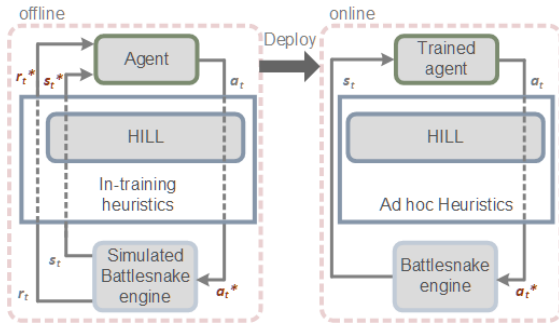 offline
online
Deploy
Agent
Trained
agent
r_t*
s_t*
a_t
s_t
a_t
HILL
HILL
In-training
heuristics
Ad hoc Heuristics
s_t
Simulated
Battlesnake
engine
Battlesnake
engine
r_t
a_t*
a_t*